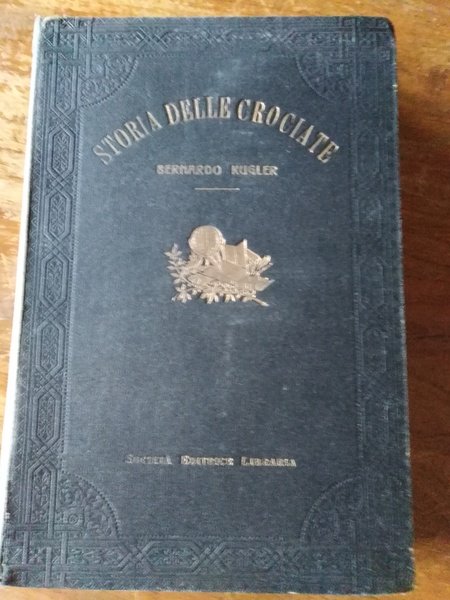 STORIA DELLE CROCIATE
BERNARDO KUGLER
SOCIETÀ EDITRICE LIBRARIA